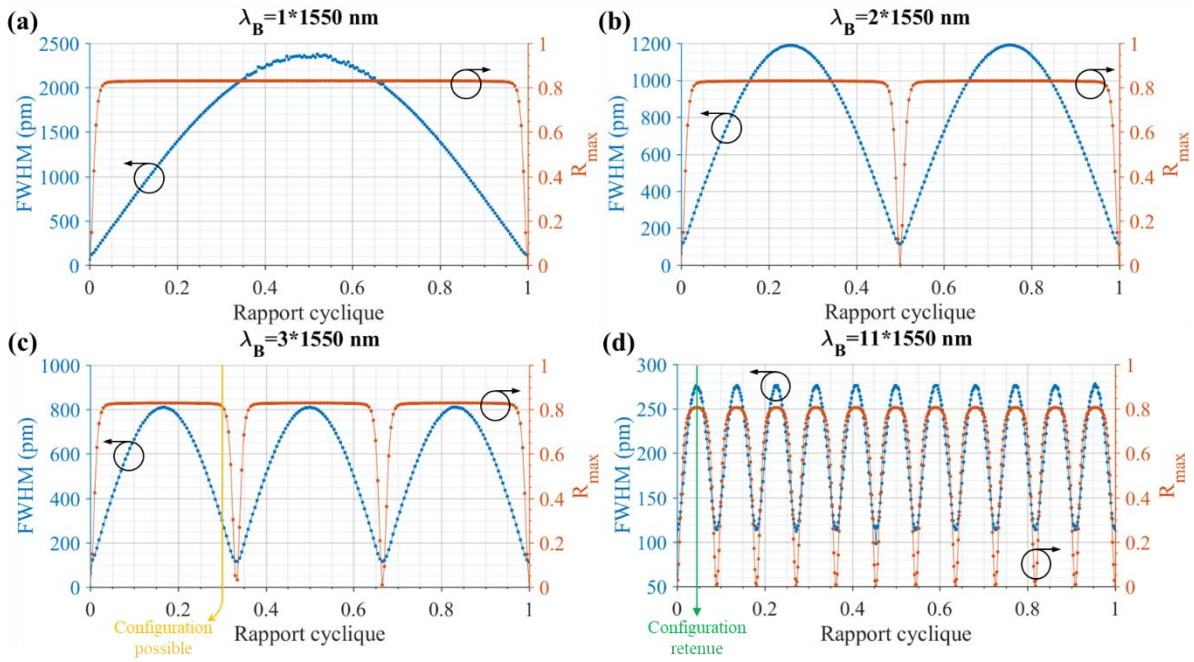 (a)
λB=1*1550 nm
FWHM (pm)
2500
2000
1500
1000
500
0
0 0.2 0.4 0.6 0.8 1
Rapport cyclique
1
0.8
0.6
0.4
0.2
0
Rmax
(b)
λB=2*1550 nm
FWHM (pm)
1200
1000
800
600
400
200
0
0 0.2 0.4 0.6 0.8 1
Rapport cyclique
1
0.8
0.6
0.4
0.2
0
Rmax
(c)
λB=3*1550 nm
FWHM (pm)
1000
800
600
400
200
0
0 0.2 0.4 0.6 0.8 1
Rapport cyclique
1
0.8
0.6
0.4
0.2
0
Rmax
Configuration
possible
(d)
λB=11*1550 nm
FWHM (pm)
300
250
200
150
100
50
0 0.2 0.4 0.6 0.8 1
Rapport cyclique
1
0.8
0.6
0.4
0.2
0
Rmax
Configuration
retenue